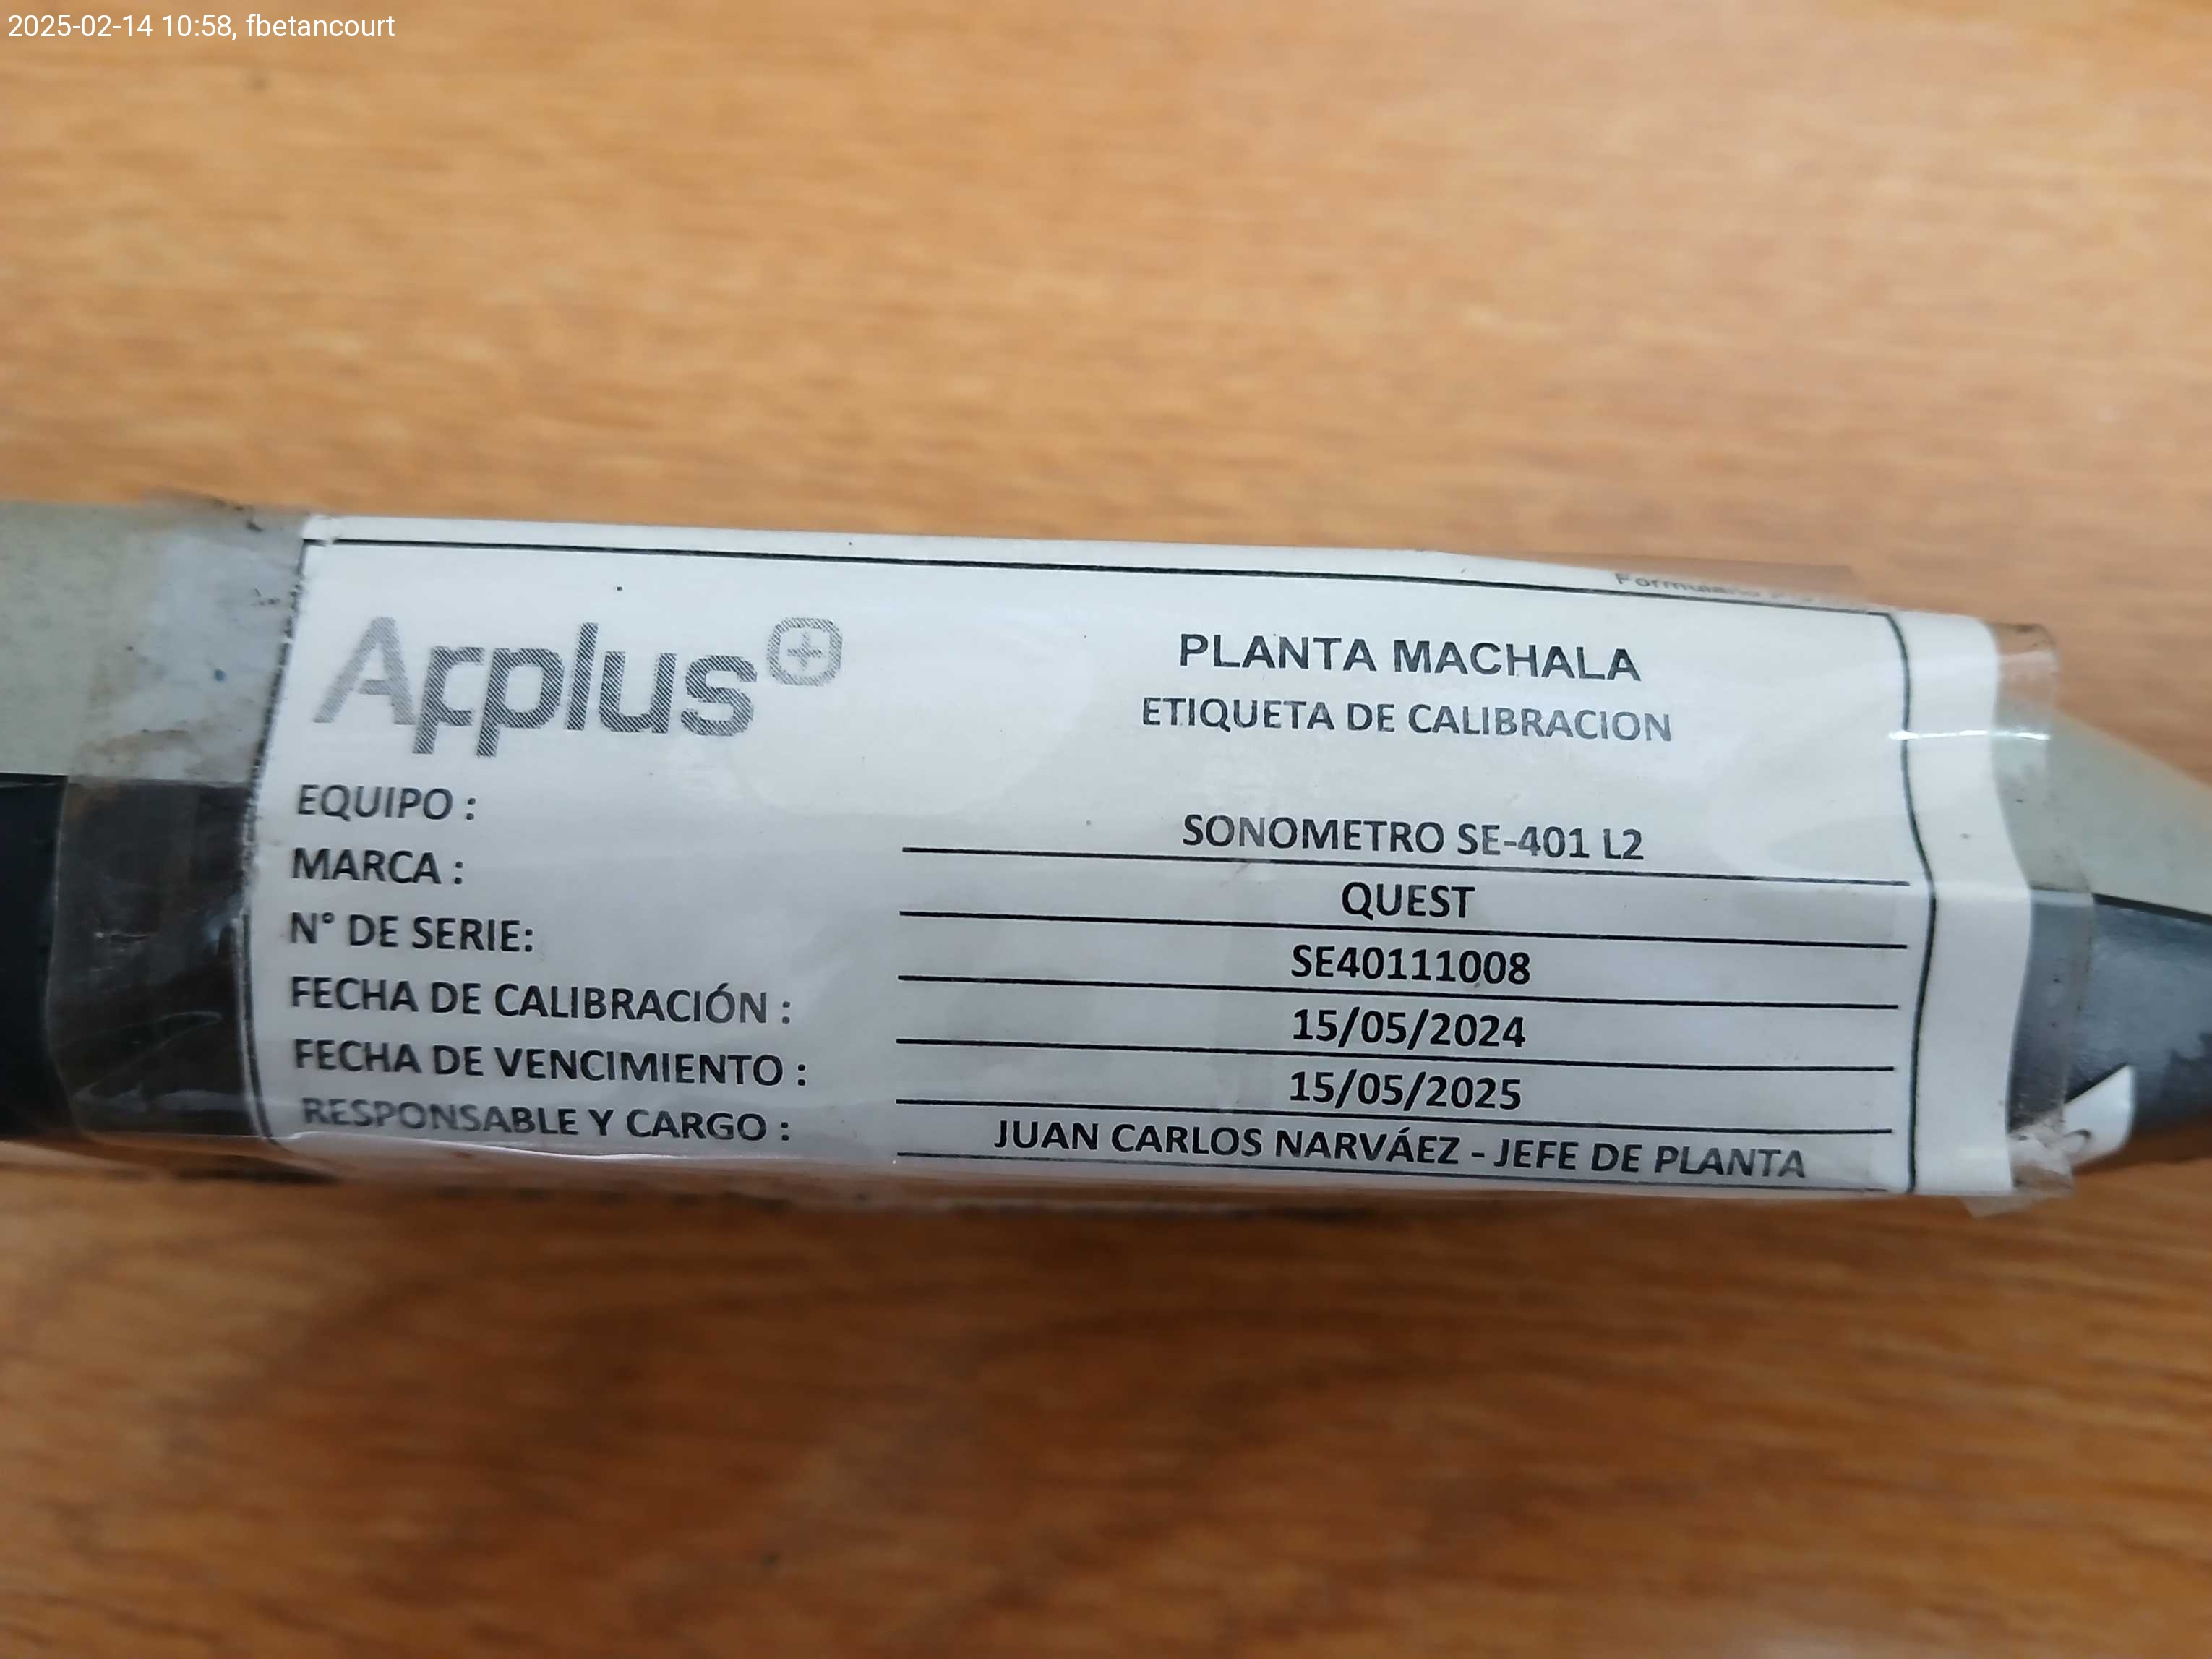 2025-02-14 10:58, fbetancourt
Applus+
PLANTA MACHALA
ETIQUETA DE CALIBRACION
EQUIPO : SONOMETRO SE-401 L2
MARCA : QUEST
N° DE SERIE: SE40111008
FECHA DE CALIBRACIÓN : 15/05/2024
FECHA DE VENCIMIENTO : 15/05/2025
RESPONSABLE Y CARGO : JUAN CARLOS NARVÁEZ - JEFE DE PLANTA